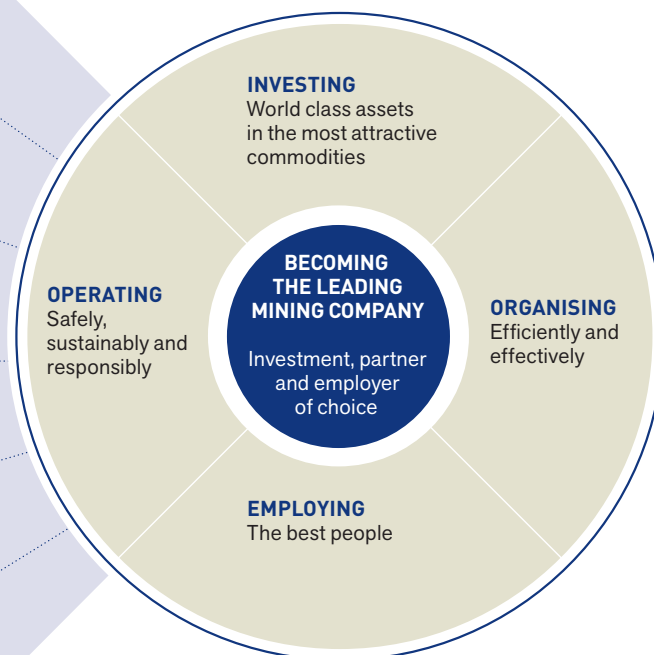 INVESTING
World class assets
in the most attractive
commodities
BECOMING
THE LEADING
MINING COMPANY
Investment, partner
and employer
of choice
OPERATING
Safely,
sustainably and
responsibly
ORGANISING
Efficiently and
effectively
EMPLOYING
The best people